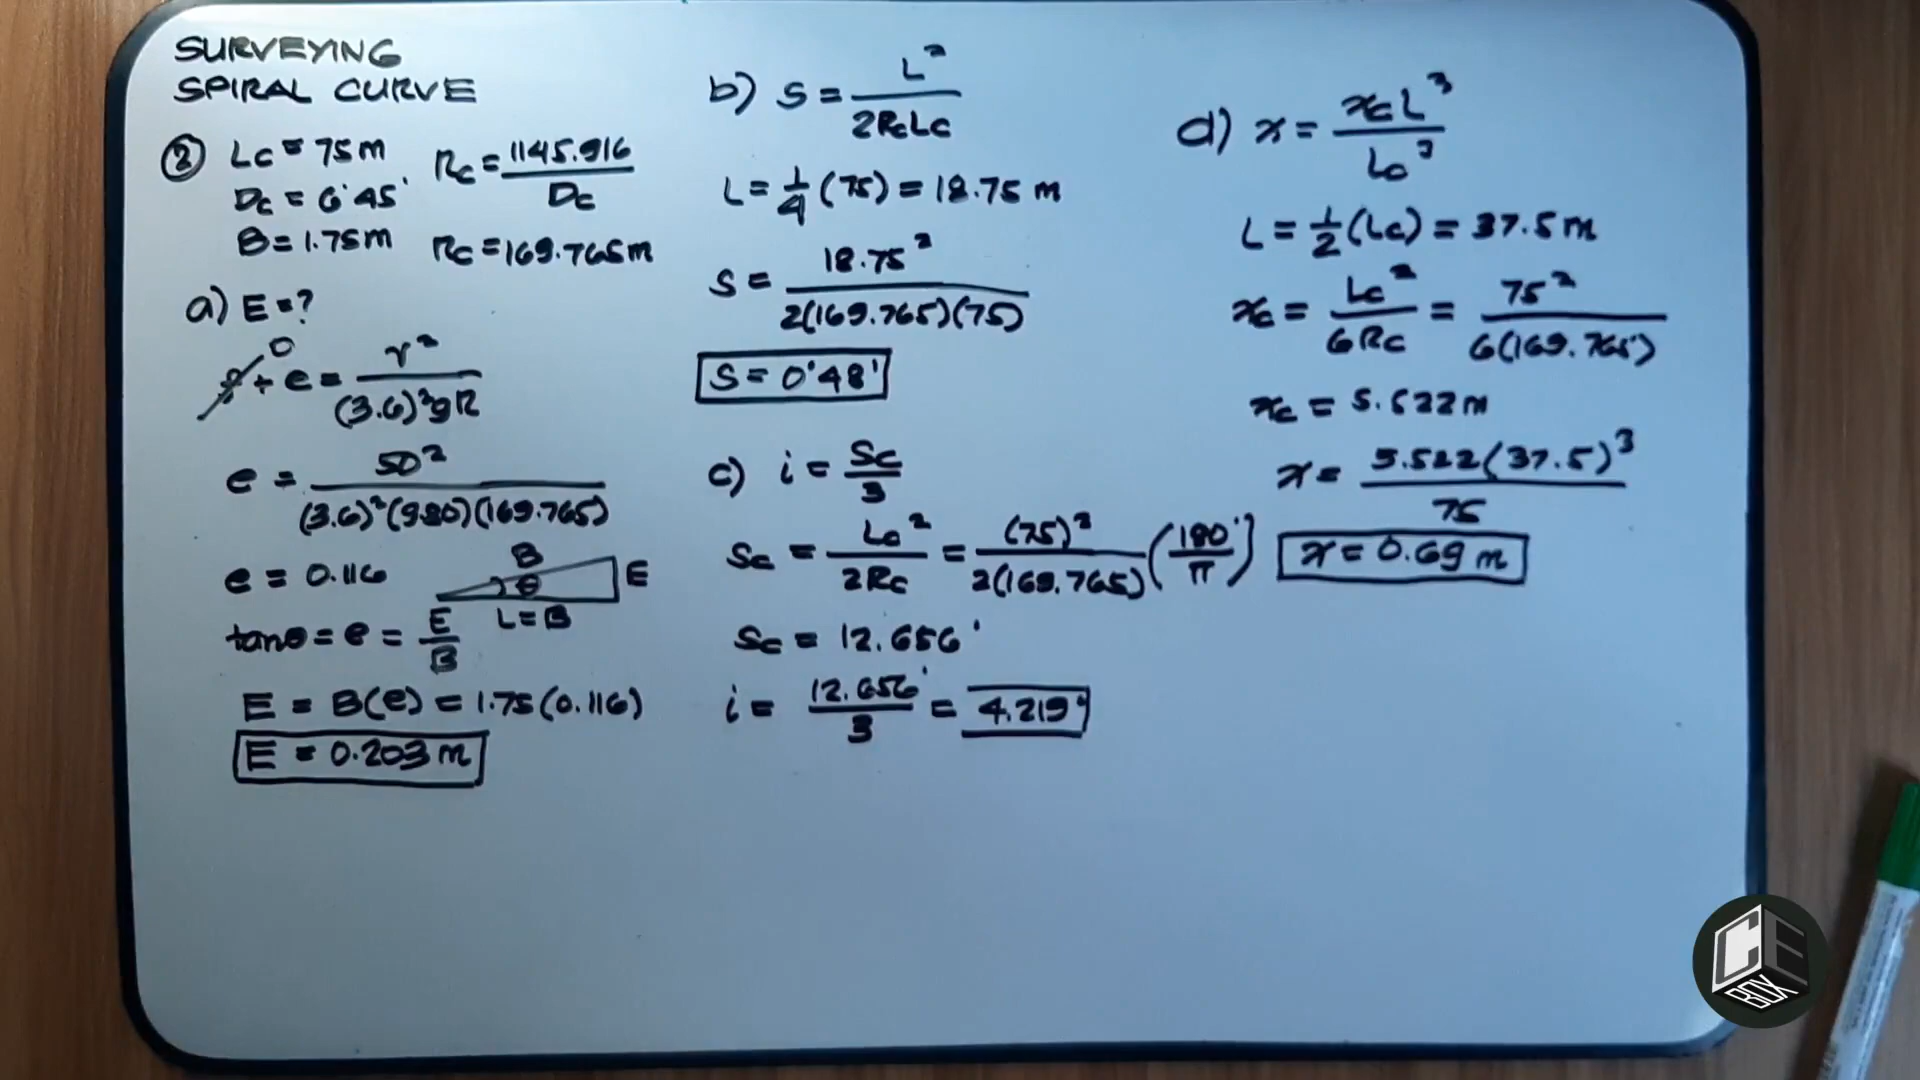 SURVEYING
SPIRAL CURVE
② Lc = 75m
Dc = 6°45'
B = 1.75m
Rc = 1145.916 / Dc
Rc = 169.765m
a) E = ?
f + e = v² / (3.6)²gR
0
e = 50² / (3.6)²(9.80)(169.765)
e = 0.116
B
θ
E
L=B
tanθ = e = E / B
E = B(e) = 1.75(0.116)
E = 0.203 m
b) S = L² / 2RcLc
L = 1/4 (75) = 18.75 m
S = 18.75² / 2(169.765)(75)
S = 0°48'
c) i = Sc / 3
Sc = Lc² / 2Rc = (75)² / 2(169.765) (180° / π)
Sc = 12.656°
i = 12.656° / 3 = 4.219°
d) x = xcL³ / Lc³
L = 1/2 (Lc) = 37.5m
xc = Lc² / 6Rc = 75² / 6(169.765)
xc = 5.522m
x = 5.522(37.5)³ / 75
x = 0.69 m
CE
BOX